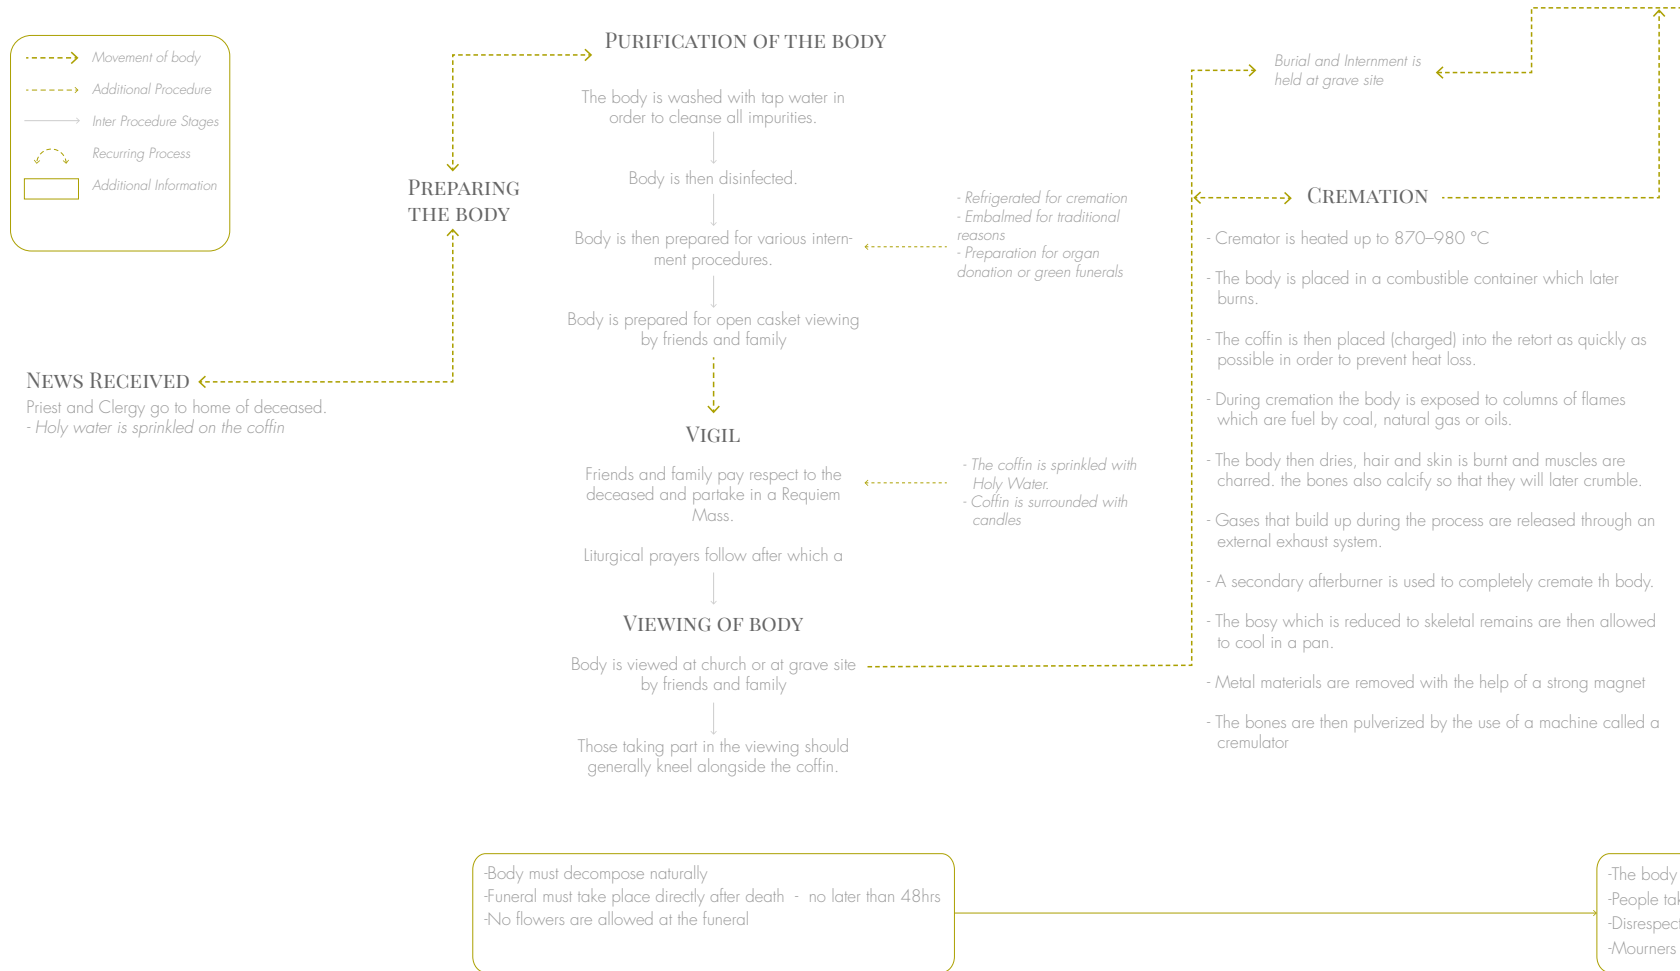 Movement of body
Additional Procedure
Inter Procedure Stages
Recurring Process
Additional Information
NEWS RECEIVED
Priest and Clergy go to home of deceased.
- Holy water is sprinkled on the coffin
PREPARING
THE BODY
PURIFICATION OF THE BODY
The body is washed with tap water in
order to cleanse all impurities.
Body is then disinfected.
Body is then prepared for various intern-
ment procedures.
- Refrigerated for cremation
- Embalmed for traditional
reasons
- Preparation for organ
donation or green funerals
Body is prepared for open casket viewing
by friends and family
VIGIL
Friends and family pay respect to the
deceased and partake in a Requiem
Mass.
- The coffin is sprinkled with
Holy Water.
- Coffin is surrounded with
candles
Liturgical prayers follow after which a
VIEWING OF BODY
Body is viewed at church or at grave site
by friends and family
Those taking part in the viewing should
generally kneel alongside the coffin.
Burial and Internment is
held at grave site
CREMATION
- Cremator is heated up to 870–980 °C
- The body is placed in a combustible container which later
burns.
- The coffin is then placed (charged) into the retort as quickly as
possible in order to prevent heat loss.
- During cremation the body is exposed to columns of flames
which are fuel by coal, natural gas or oils.
- The body then dries, hair and skin is burnt and muscles are
charred. the bones also calcify so that they will later crumble.
- Gases that build up during the process are released through an
external exhaust system.
- A secondary afterburner is used to completely cremate th body.
- The bosy which is reduced to skeletal remains are then allowed
to cool in a pan.
- Metal materials are removed with the help of a strong magnet
- The bones are then pulverized by the use of a machine called a
cremulator
-Body must decompose naturally
-Funeral must take place directly after death - no later than 48hrs
-No flowers are allowed at the funeral
-The body
-People
-Disrespect
-Mourners